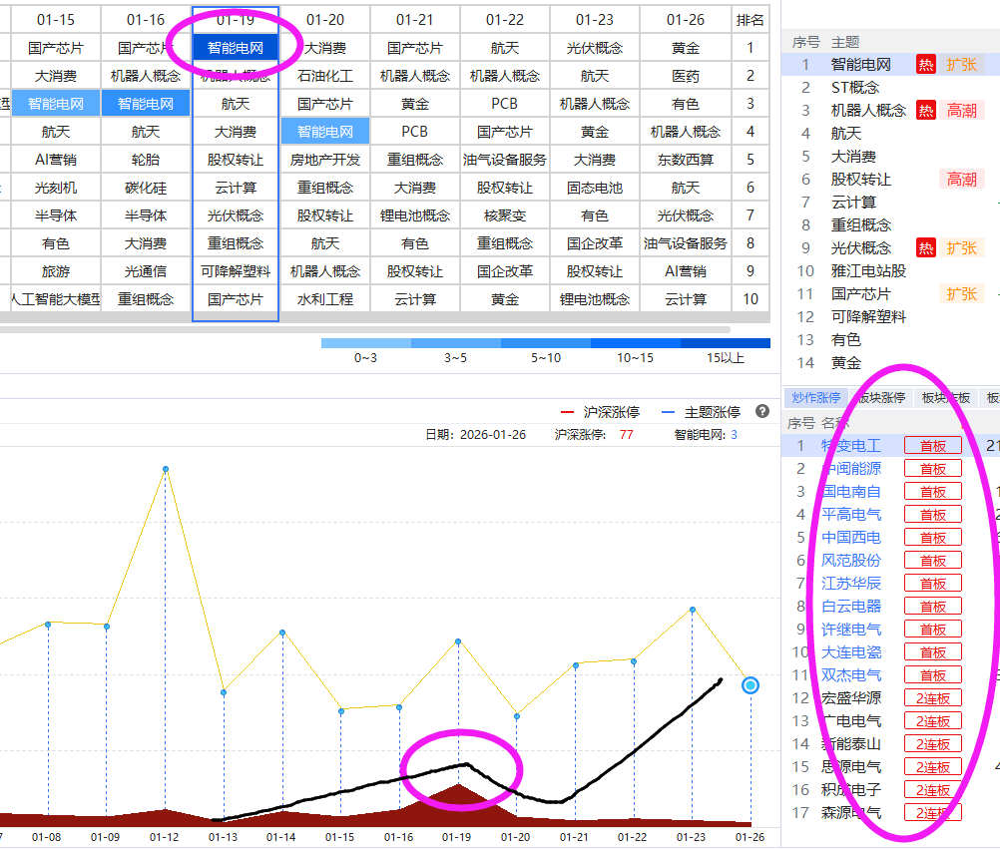 01-15 01-16 01-19 01-20 01-21 01-22 01-23 01-26 排名
国产芯片 国产芯片 智能电网 大消费 国产芯片 航天 光伏概念 黄金 1
大消费 机器人概念 机器人概念 石油化工 机器人概念 机器人概念 航天 医药 2
智能电网 智能电网 航天 国产芯片 黄金 PCB 机器人概念 有色 3
航天 航天 大消费 智能电网 PCB 国产芯片 黄金 机器人概念 4
AI营销 轮胎 股权转让 房地产开发 重组概念 油气设备服务 大消费 东数西算 5
光刻机 碳化硅 云计算 重组概念 大消费 股权转让 固态电池 航天 6
半导体 半导体 光伏概念 股权转让 锂电池概念 核聚变 有色 光伏概念 7
有色 大消费 重组概念 航天 有色 重组概念 国企改革 油气设备服务 8
旅游 光通信 可降解塑料 机器人概念 股权转让 国企改革 股权转让 AI营销 9
人工智能大模型 重组概念 国产芯片 水利工程 云计算 黄金 锂电池概念 云计算 10
0~3 3~5 5~10 10~15 15以上
沪深涨停 主题涨停 ?
日期: 2026-01-26 沪深涨停: 77 智能电网: 3
01-08 01-09 01-12 01-13 01-14 01-15 01-16 01-19 01-20 01-21 01-22 01-23 01-26
序号 主题
1 智能电网 热 扩张
2 ST概念
3 机器人概念 热 高潮
4 航天
5 大消费
6 股权转让 高潮
7 云计算
8 重组概念
9 光伏概念 热 扩张
10 雅江电站股
11 国产芯片 扩张
12 可降解塑料
13 有色
14 黄金
炒作涨停 板块涨停 板块连板
序号 名称
1 特变电工 首板
2 中闽能源 首板
3 国电南自 首板
4 平高电气 首板
5 中国西电 首板
6 风范股份 首板
7 江苏华辰 首板
8 白云电器 首板
9 许继电气 首板
10 大连电瓷 首板
11 双杰电气 首板
12 宏盛华源 2连板
13 广电电气 2连板
14 新能泰山 2连板
15 思源电气 2连板
16 积成电子 2连板
17 森源电气 2连板